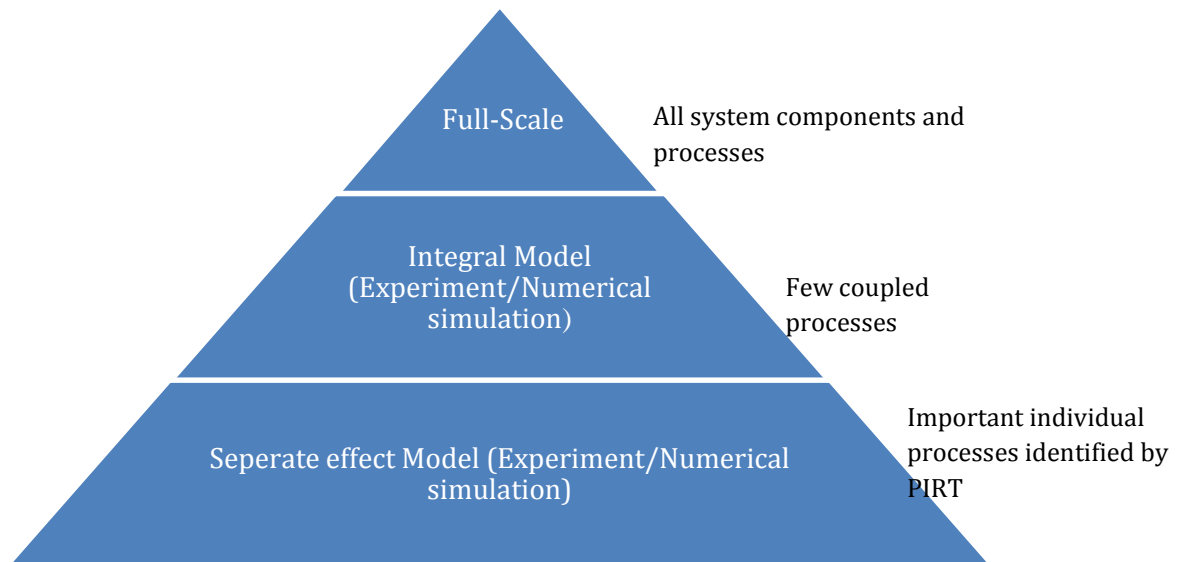 Full-Scale
All system components and
processes
Integral Model
(Experiment/Numerical
simulation)
Few coupled
processes
Seperate effect Model (Experiment/Numerical
simulation)
Important individual
processes identified by
PIRT